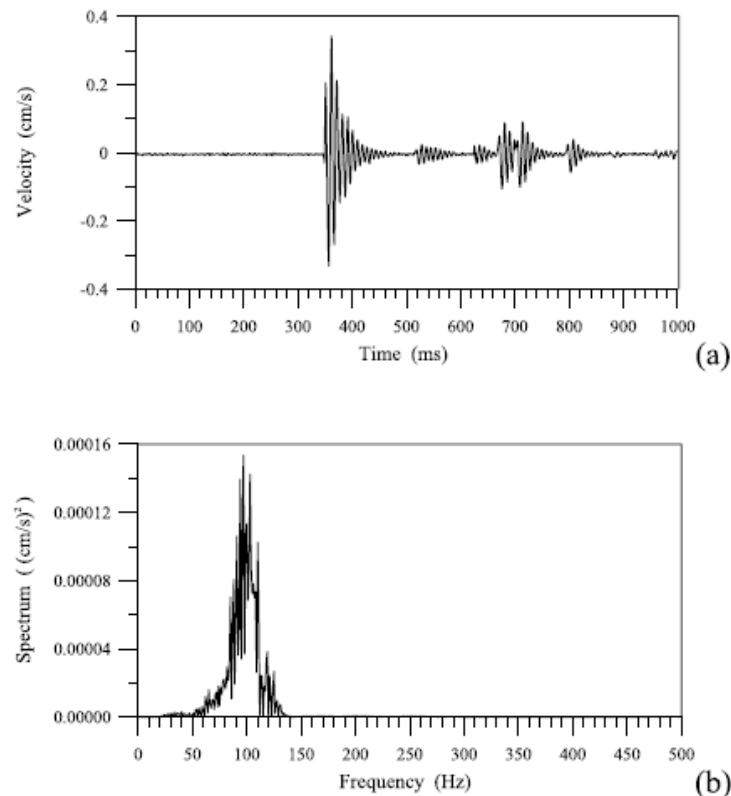 0.4
0.2
0
-0.2
-0.4
Velocity (cm/s)
0 100 200 300 400 500 600 700 800 900 1000
Time (ms)
(a)
0.00016
0.00012
0.00008
0.00004
0.00000
Spectrum ( (cm/s)² )
0 50 100 150 200 250 300 350 400 450 500
Frequency (Hz)
(b)